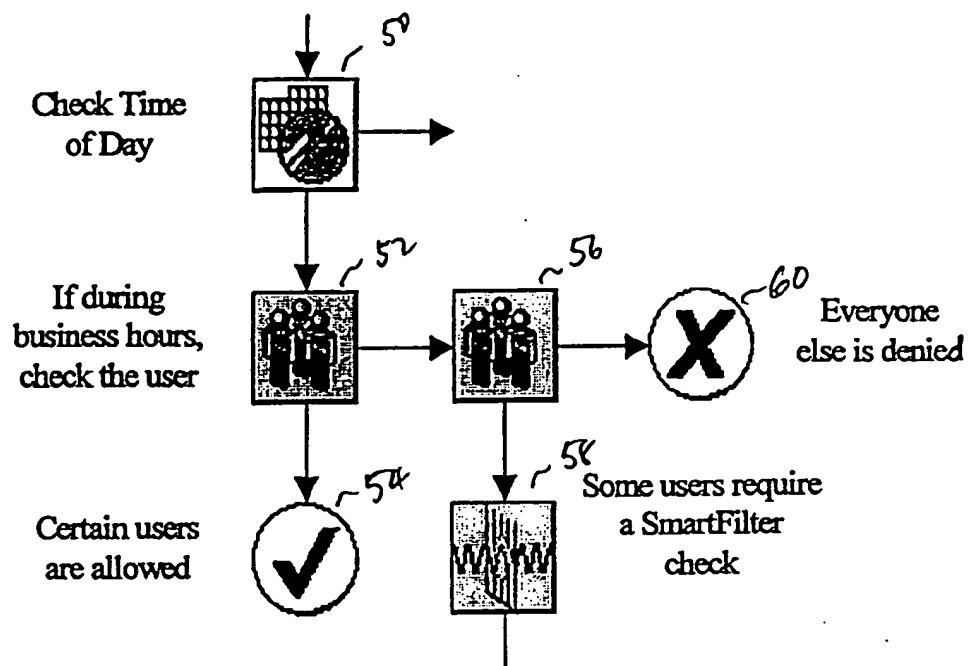 50
Check Time
of Day
52
56
60
If during
business hours,
check the user
Everyone
else is denied
54
58
Certain users
are allowed
Some users require
a SmartFilter
check